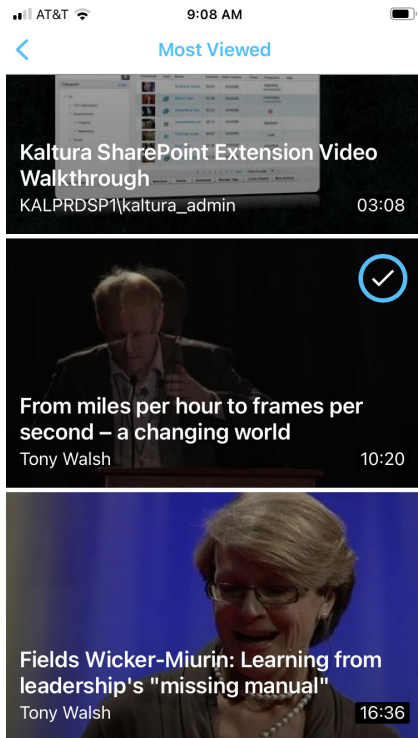 AT&T
9:08 AM
Most Viewed
Kaltura SharePoint Extension Video
Walkthrough
KALPRDSP1\kaltura_admin
03:08
From miles per hour to frames per
second – a changing world
Tony Walsh
10:20
Fields Wicker-Miurin: Learning from
leadership's "missing manual"
Tony Walsh
16:36